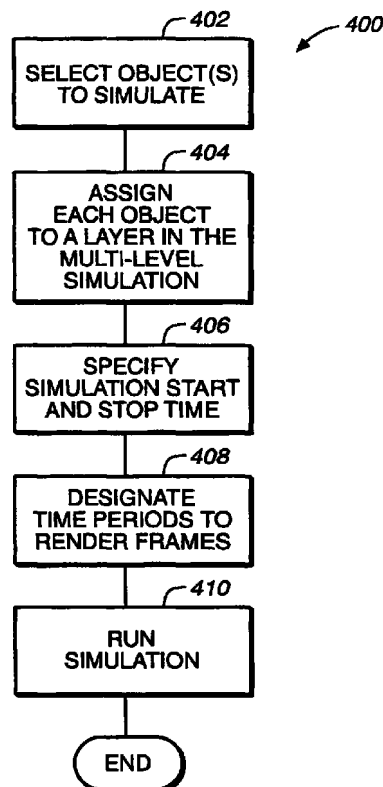 402
400
SELECT OBJECT(S)
TO SIMULATE
404
ASSIGN
EACH OBJECT
TO A LAYER IN THE
MULTI-LEVEL
SIMULATION
406
SPECIFY
SIMULATION START
AND STOP TIME
408
DESIGNATE
TIME PERIODS TO
RENDER FRAMES
410
RUN
SIMULATION
END